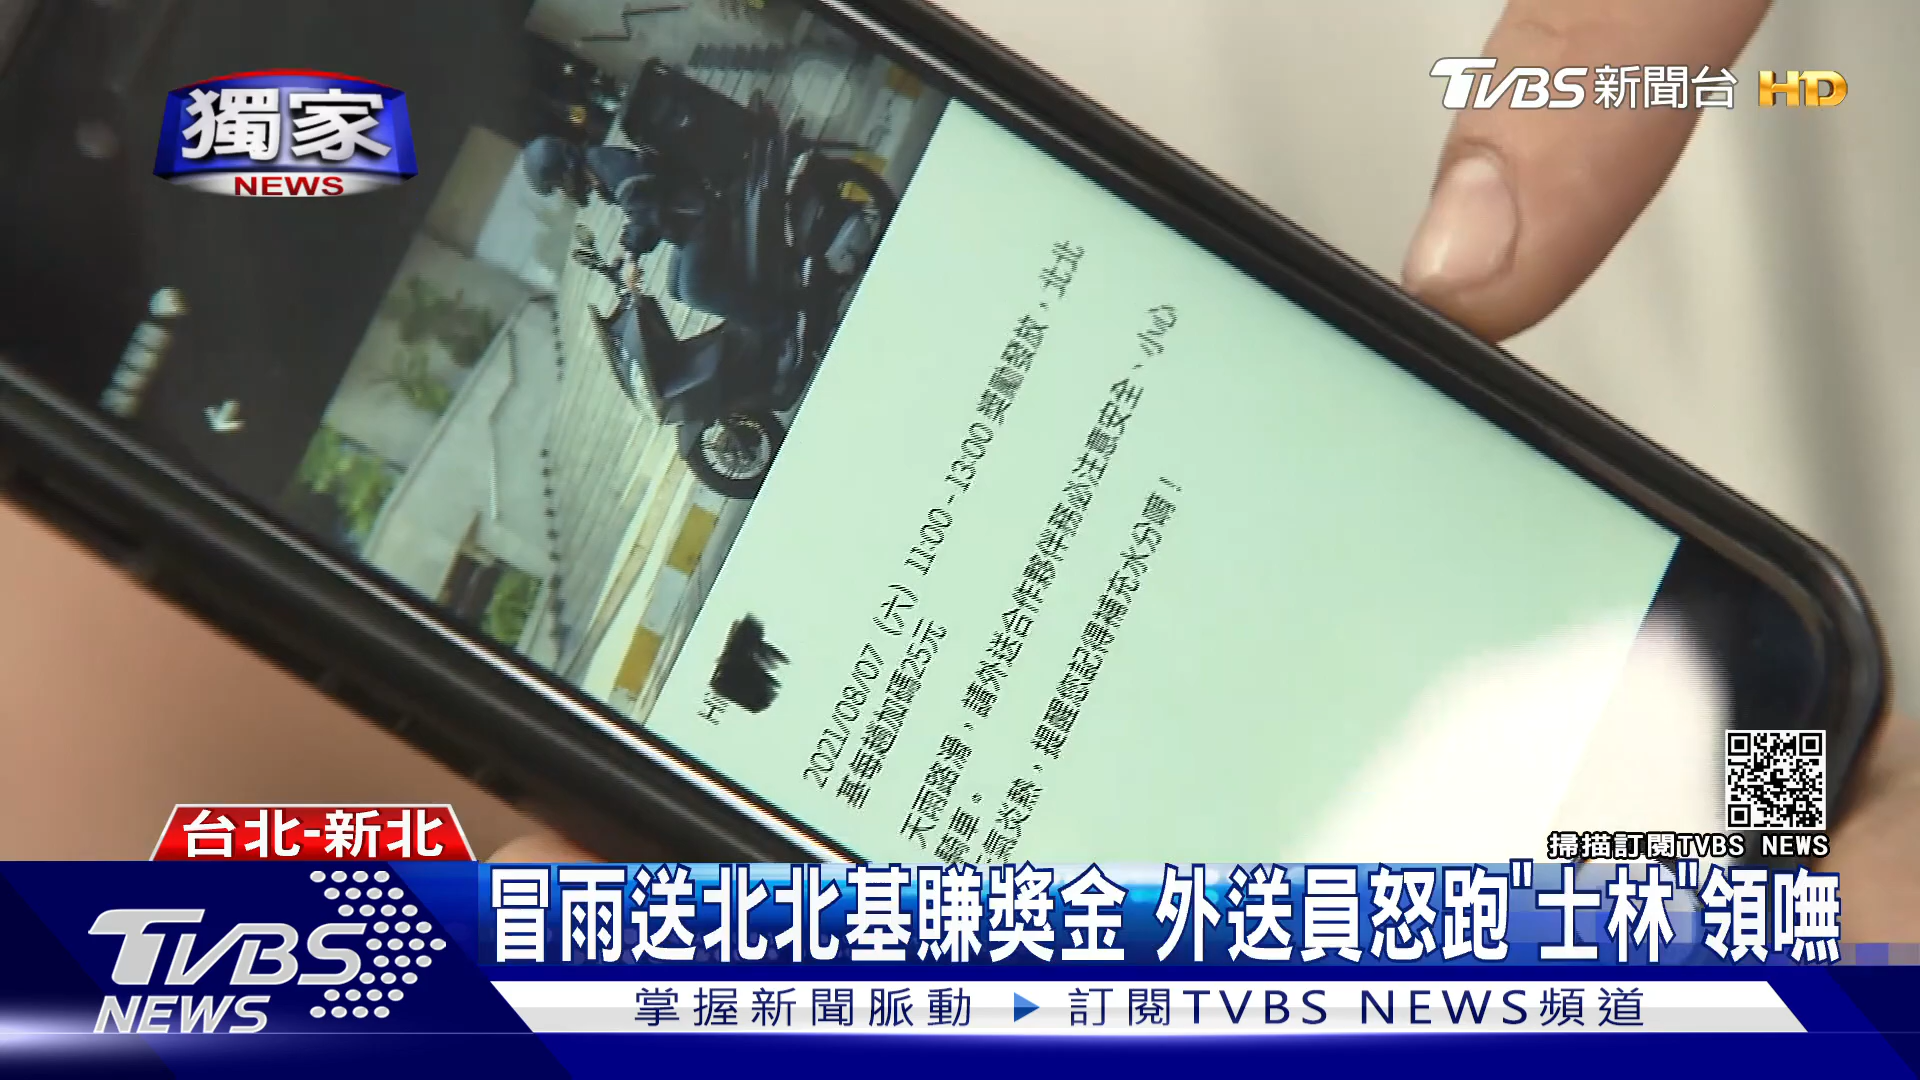 獨家
NEWS
TVBS新聞台 HD
2021/08/07（六）11:00 - 13:00 獎勵發放，北北
基每趟加碼25元
天雨路滑，請外送合作夥伴務必注意安全，小心
騎車。
天氣炎熱，提醒您記得補充水分喔！
掃描訂閱TVBS NEWS
台北-新北
冒雨送北北基賺獎金 外送員怒跑"士林"領嘸
TVBS
NEWS
掌握新聞脈動 ▶ 訂閱TVBS NEWS頻道